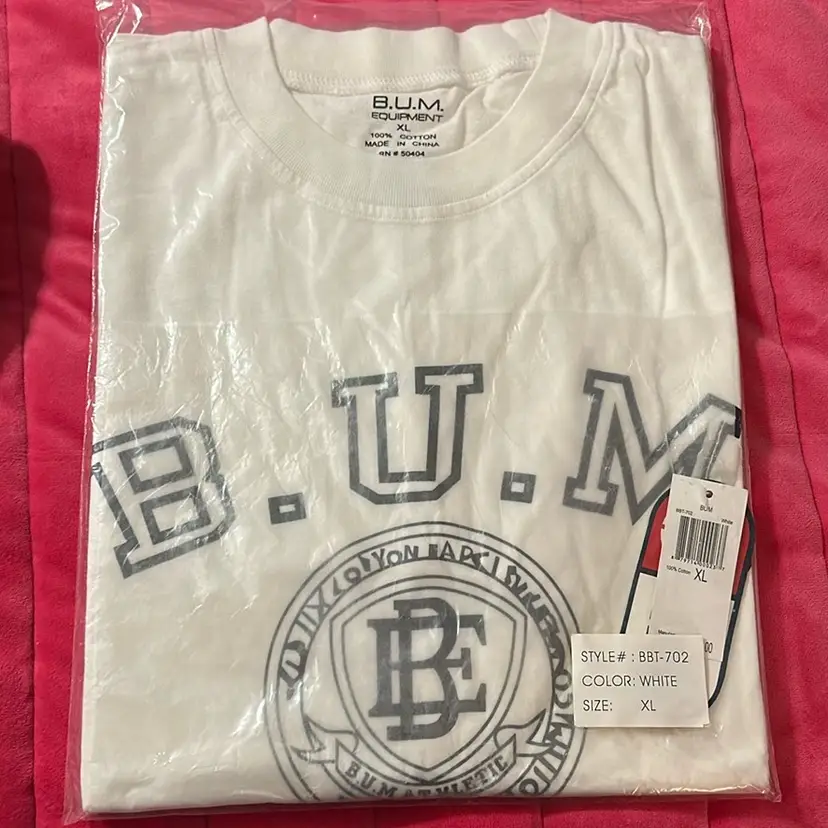 B.U.M.
EQUIPMENT
XL
100% COTTON
MADE IN CHINA
RN # 50404
B.U.M
BUM
BBT-702 White
100% Cotton XL
BE
B.U.M. ATHLETIC
STYLE# : BBT-702
COLOR: WHITE
SIZE: XL